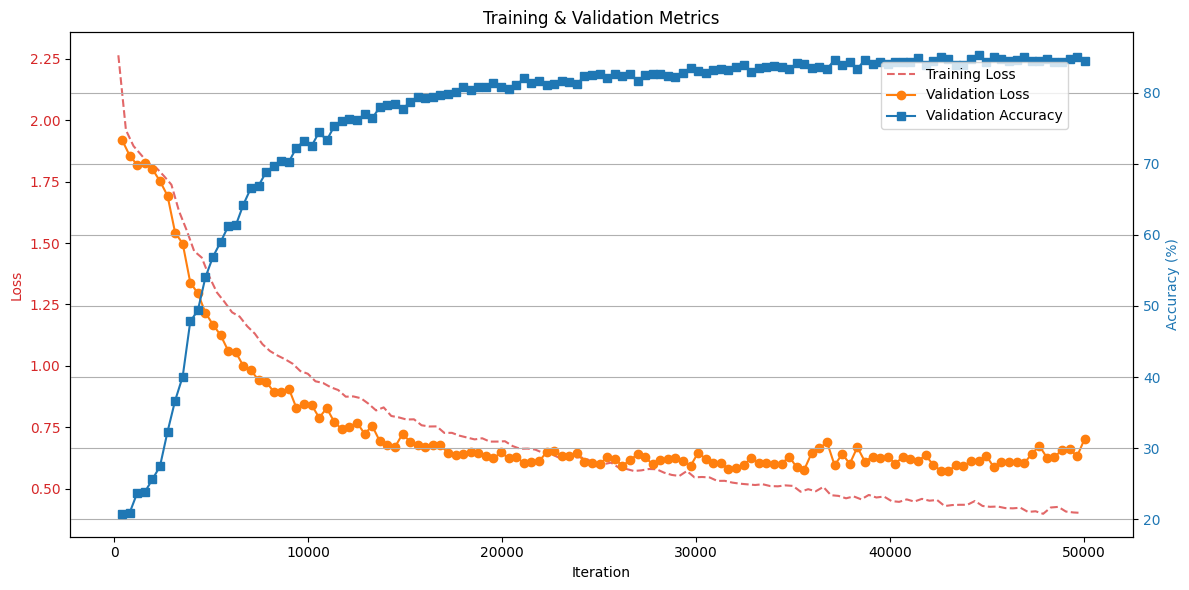 Training & Validation Metrics
Loss
2.25
2.00
1.75
1.50
1.25
1.00
0.75
0.50
Training Loss
Validation Loss
Validation Accuracy
80
70
60
50
40
30
20
Accuracy (%)
0 10000 20000 30000 40000 50000
Iteration